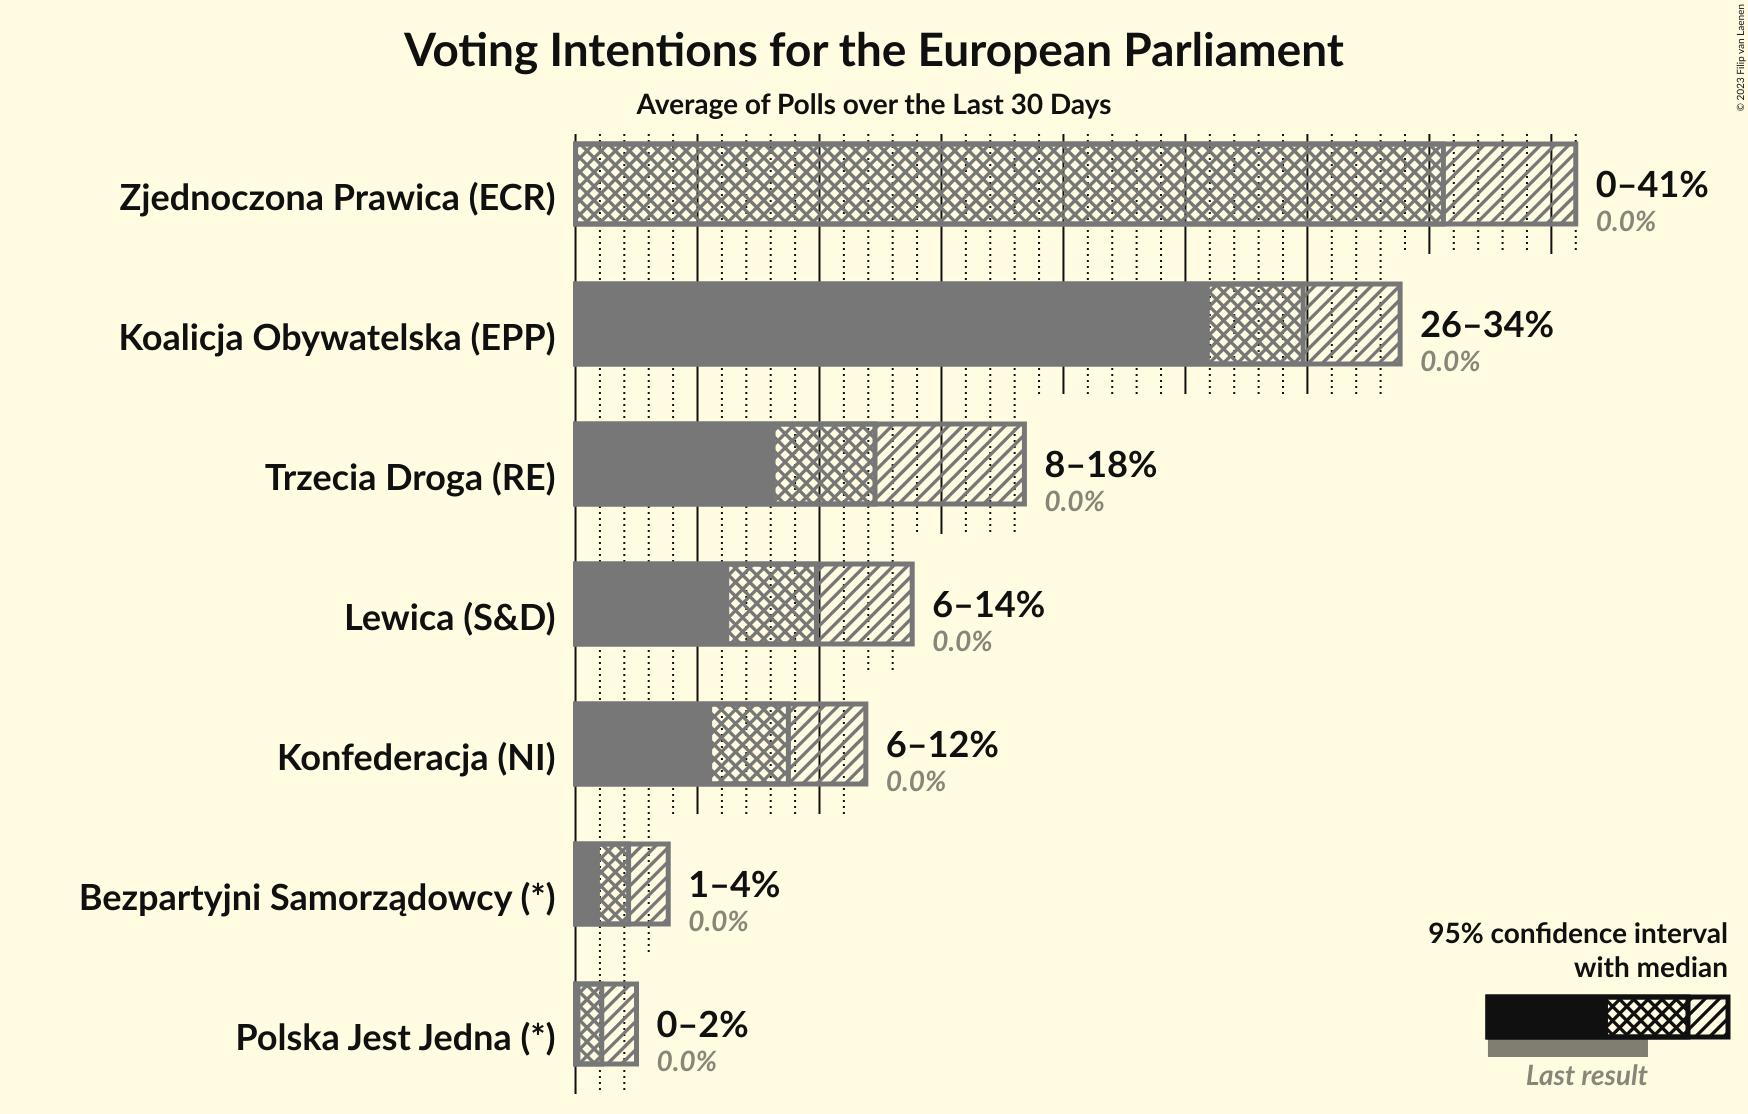 Voting Intentions for the European Parliament
Average of Polls over the Last 30 Days
© 2023 Filip van Laenen
Zjednoczona Prawica (ECR)
0–41%
0.0%
Koalicja Obywatelska (EPP)
26–34%
0.0%
Trzecia Droga (RE)
8–18%
0.0%
Lewica (S&D)
6–14%
0.0%
Konfederacja (NI)
6–12%
0.0%
Bezpartyjni Samorządowcy (*)
1–4%
0.0%
Polska Jest Jedna (*)
0–2%
0.0%
95% confidence interval
with median
Last result